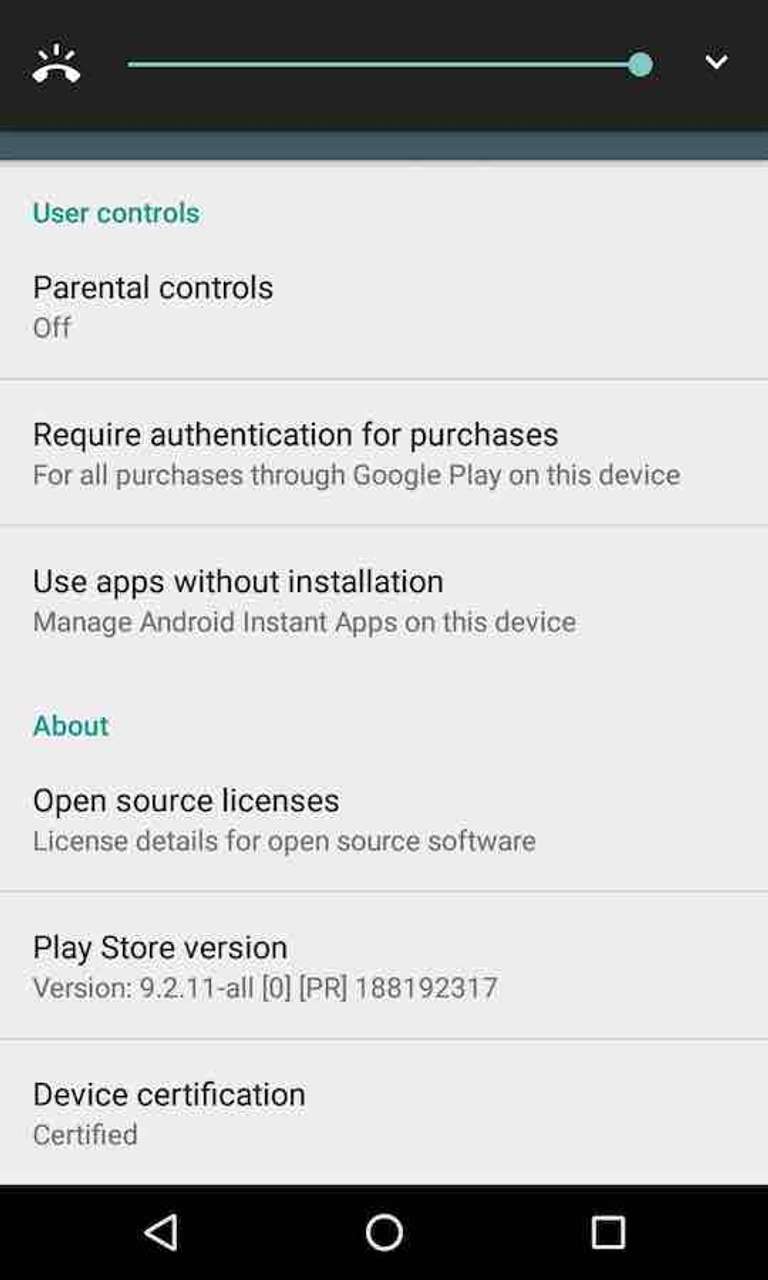 User controls
Parental controls
Off
Require authentication for purchases
For all purchases through Google Play on this device
Use apps without installation
Manage Android Instant Apps on this device
About
Open source licenses
License details for open source software
Play Store version
Version: 9.2.11-all [0] [PR] 188192317
Device certification
Certified